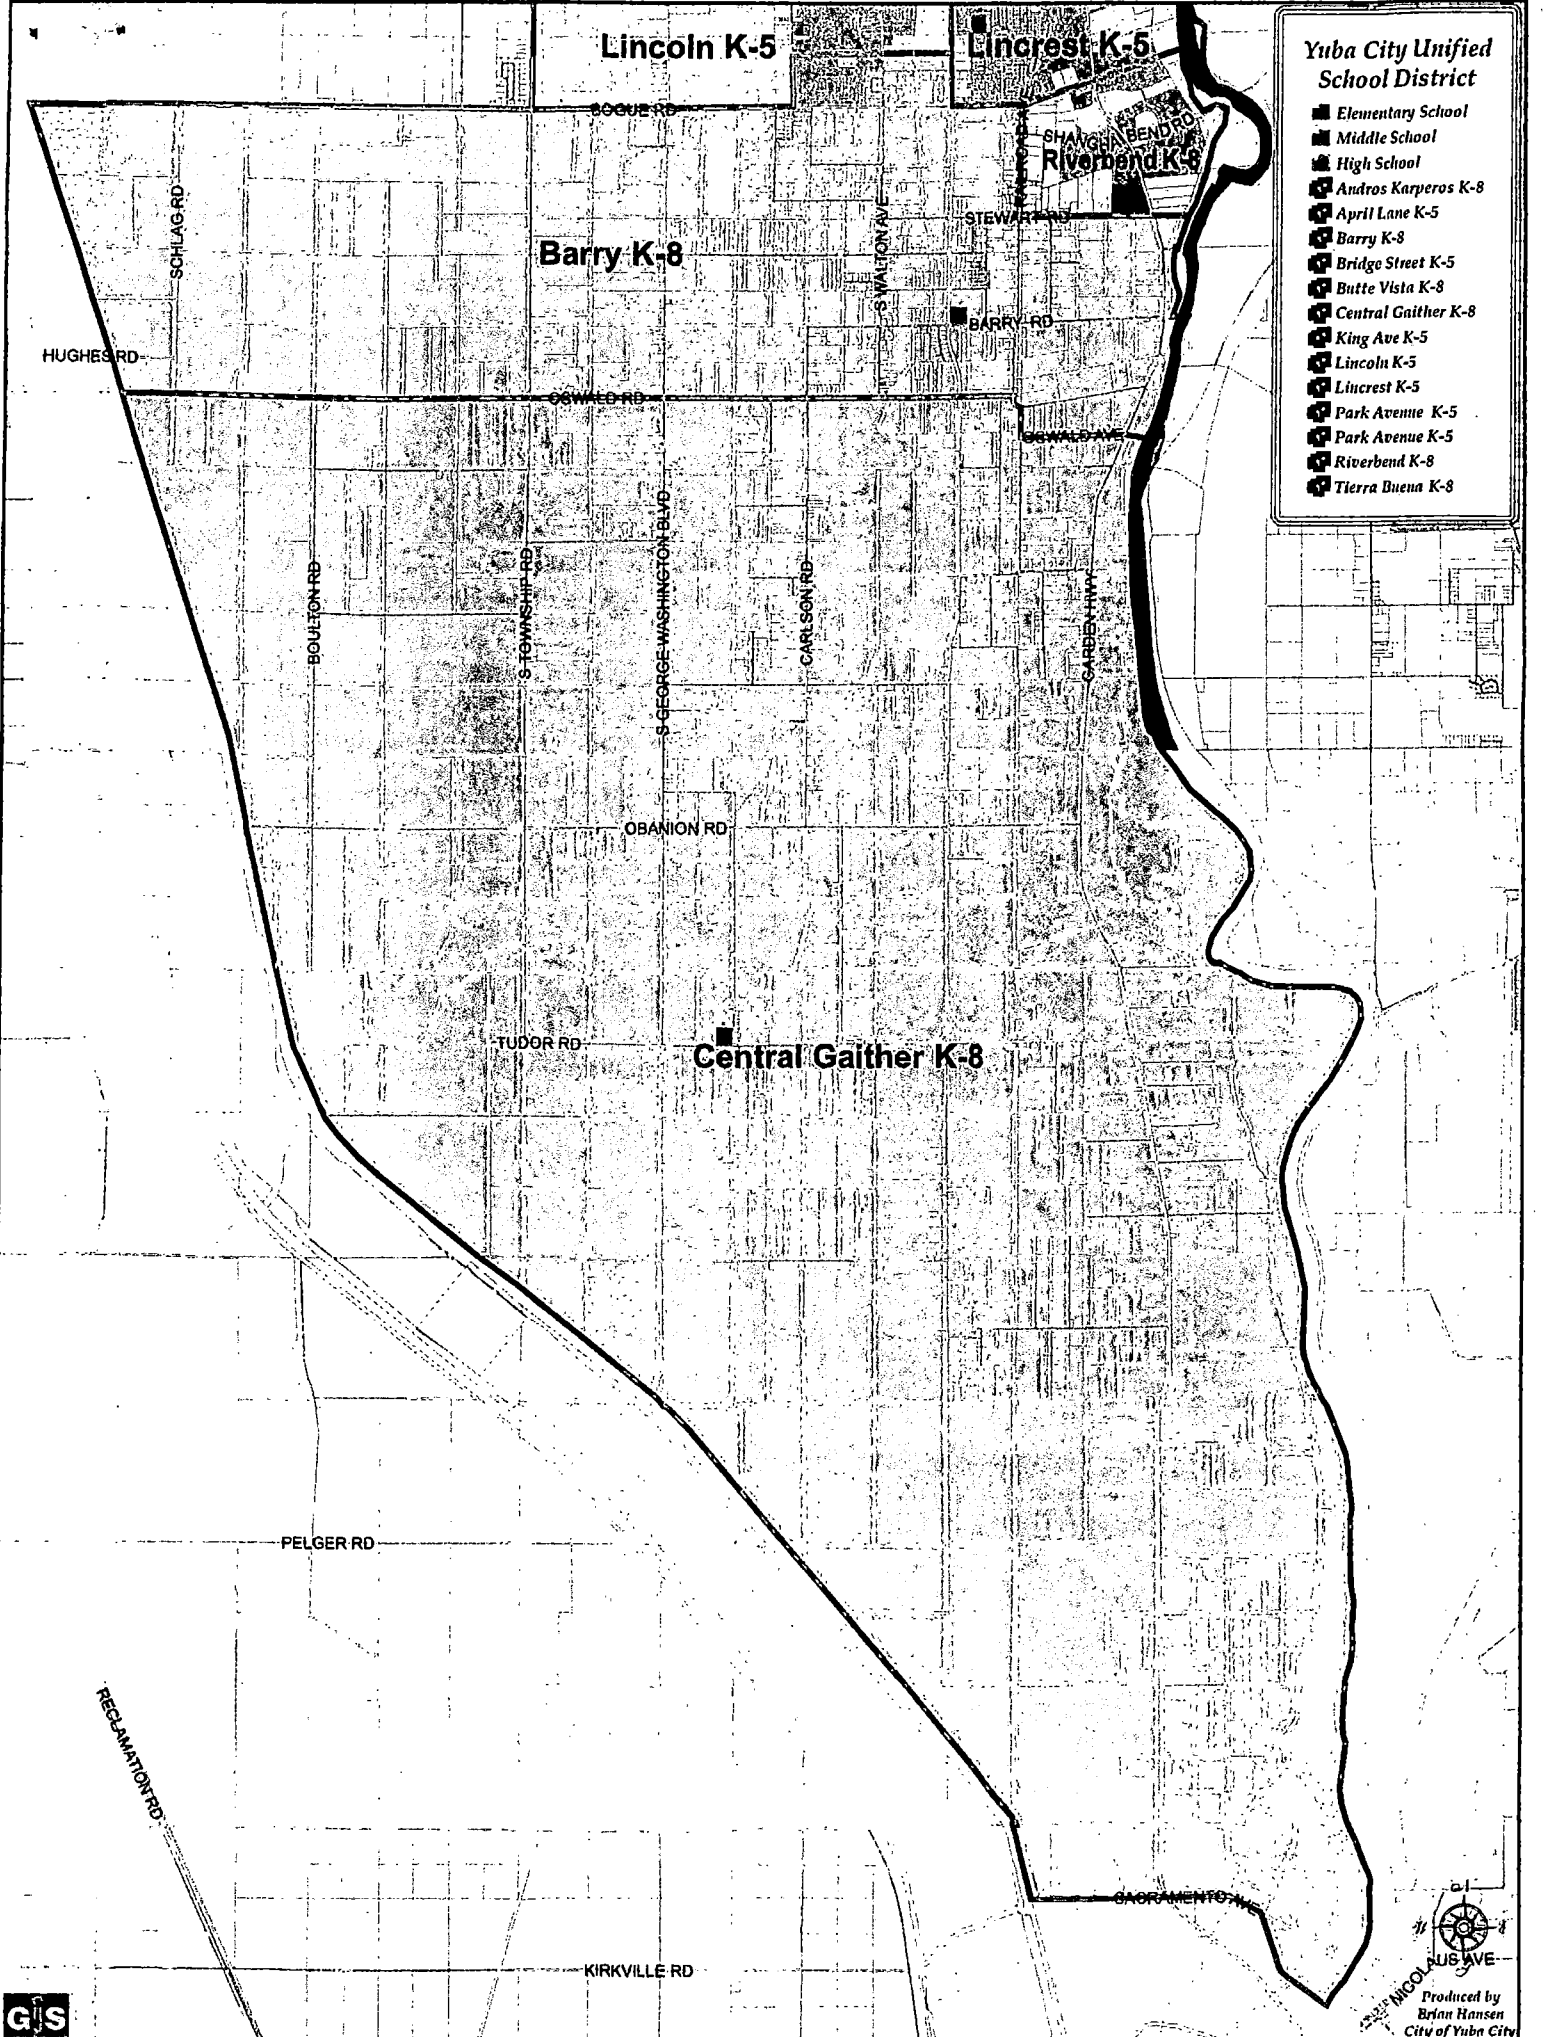 Lincoln K-5
Lincrest K-5
Yuba City Unified
School District
Elementary School
Middle School
High School
Andros Karperos K-8
April Lane K-5
Barry K-8
Bridge Street K-5
Butte Vista K-8
Central Gaither K-8
King Ave K-5
Lincoln K-5
Lincrest K-5
Park Avenue K-5
Park Avenue K-5
Riverbend K-8
Tierra Buena K-8
BOGUE RD
RAILROAD A
SHANGHAI BEND RD
Riverbend K-8
SCHLAG RD
S WALTON AVE
STEWART RD
Barry K-8
BARRY RD
HUGHES RD
OSWALD RD
OSWALD AVE
BOULTON RD
S TOWNSHIP RD
S GEORGE WASHINGTON BLVD
CARLSON RD
GARDEN HWY
OBANION RD
TUDOR RD
Central Gaither K-8
PELGER RD
RECLAMATION RD
SACRAMENTO AVE
KIRKVILLE RD
NICOLAUS AVE
GIS
Produced by
Brian Hansen
City of Yuba City